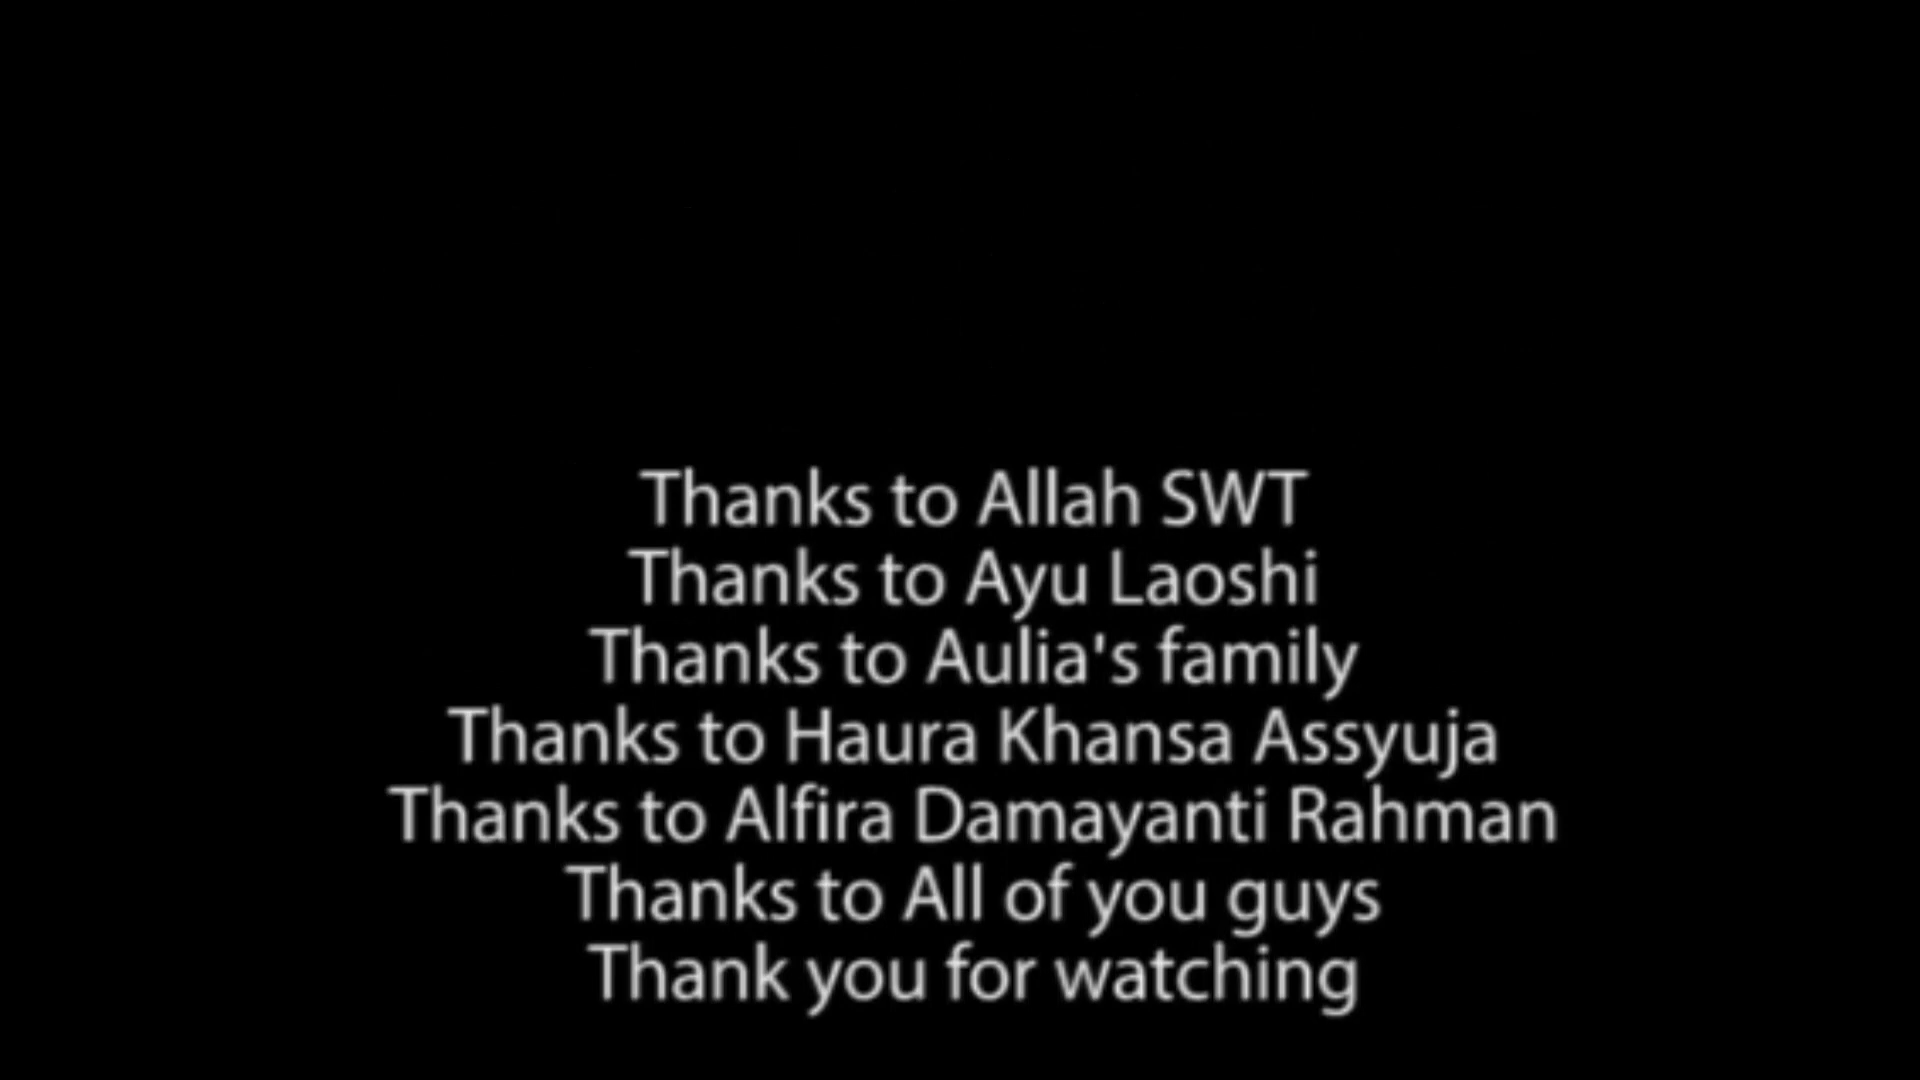 Thanks to Allah SWT
Thanks to Ayu Laoshi
Thanks to Aulia's family
Thanks to Haura Khansa Assyuja
Thanks to Alfira Damayanti Rahman
Thanks to All of you guys
Thank you for watching